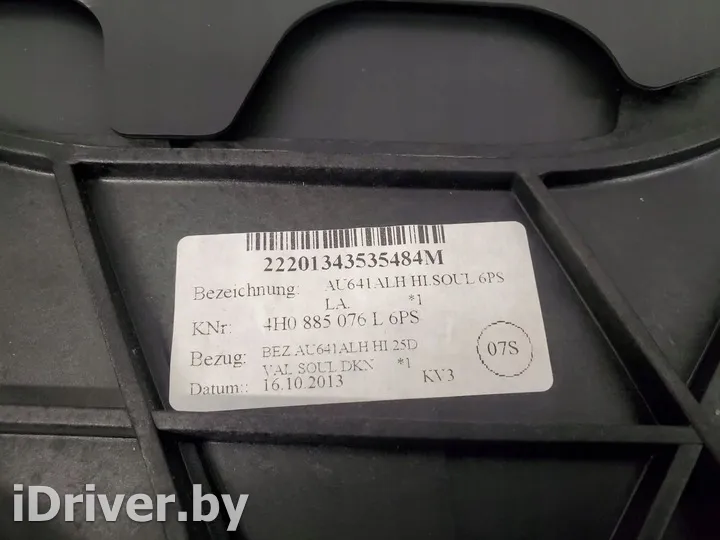 22201343535484M
Bezeichnung: AU641ALH HI.SOUL 6PS
LA. *1
KNr: 4H0 885 076 L 6PS
Bezug: BEZ.AU641ALH HI 25D
VAL SOUL DKN *1
07S
Datum:: 16.10.2013 KV3
iDriver.by